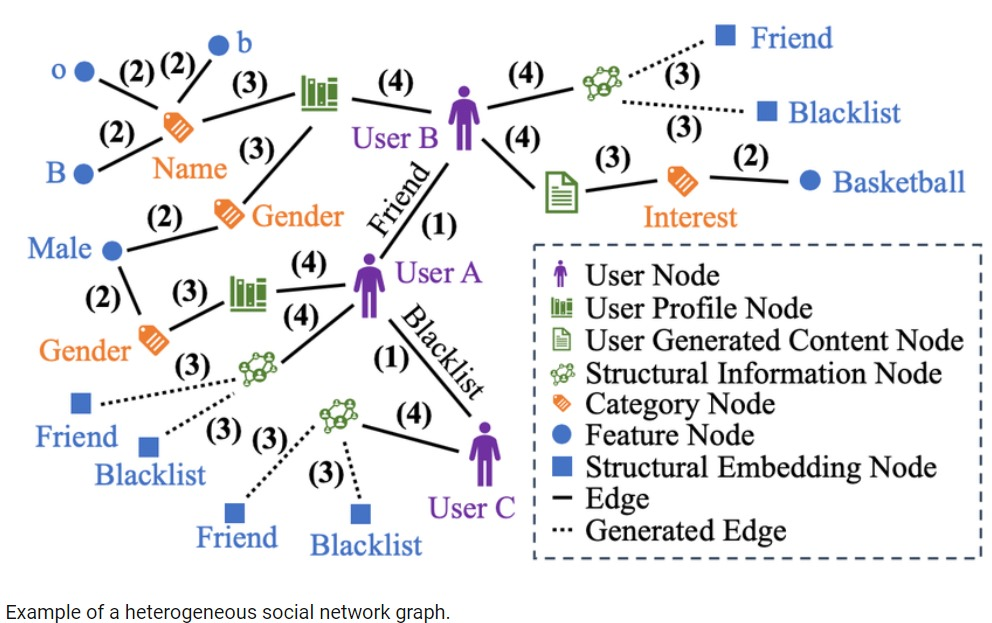 b
Friend
o
(2)
(2)
(3)
(4)
(4)
(3)
Blacklist
(2)
User B
(4)
(3)
B
Name
(3)
(3)
(2)
Basketball
Interest
Friend
(2)
Gender
(1)
Male
(4)
User A
(2)
(3)
(4)
Blacklist
Gender
(3)
(1)
Friend
(3)
(3)
(4)
Blacklist
(3)
User C
Friend
Blacklist
User Node
User Profile Node
User Generated Content Node
Structural Information Node
Category Node
Feature Node
Structural Embedding Node
Edge
Generated Edge
Example of a heterogeneous social network graph.